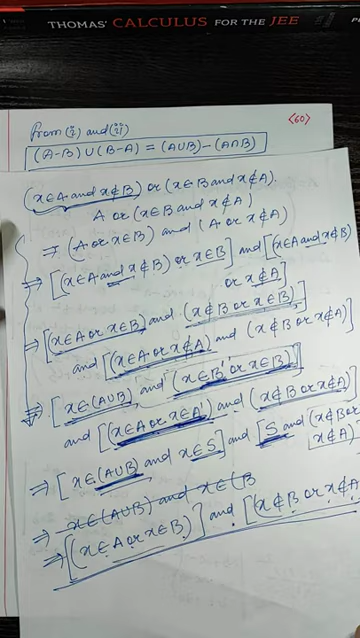 THOMAS' CALCULUS FOR THE JEE
From (i) and (ii)
<60>
(A-B) ∪ (B-A) = (A∪B) - (A∩B)
(x∈A and x∉B) or (x∈B and x∉A).
A or (x∈B and x∉A)
⇒ (A or x∈B) and (A or x∉A)
⇒ [(x∈A and x∉B) or x∈B] and [(x∈A and x∉B)
or x∉A]
⇒ [(x∈A or x∈B) and (x∉B or x∈B)]
and [(x∈A or x∉A) and (x∉B or x∉A)]
⇒ [x∈(A∪B) and (x∈B' or x∈B)]
and [(x∈A or x∈A') and (x∉B or x∉A)]
⇒ [x∈(A∪B) and x∈S] and [S and (x∉B or
x∉A)]
⇒ x∈(A∪B) and x∈(B
⇒ [(x∈A or x∈B)] and [x∉B or x∉A